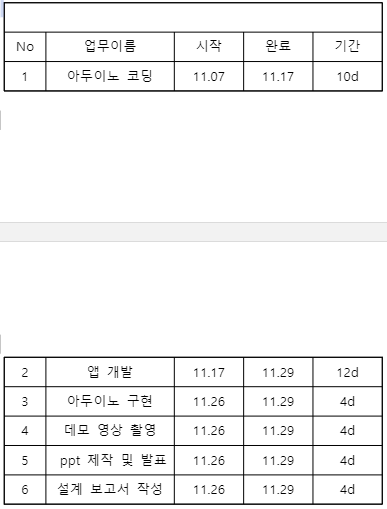 No 업무이름 시작 완료 기간
1 아두이노 코딩 11.07 11.17 10d
2 앱 개발 11.17 11.29 12d
3 아두이노 구현 11.26 11.29 4d
4 데모 영상 촬영 11.26 11.29 4d
5 ppt 제작 및 발표 11.26 11.29 4d
6 설계 보고서 작성 11.26 11.29 4d